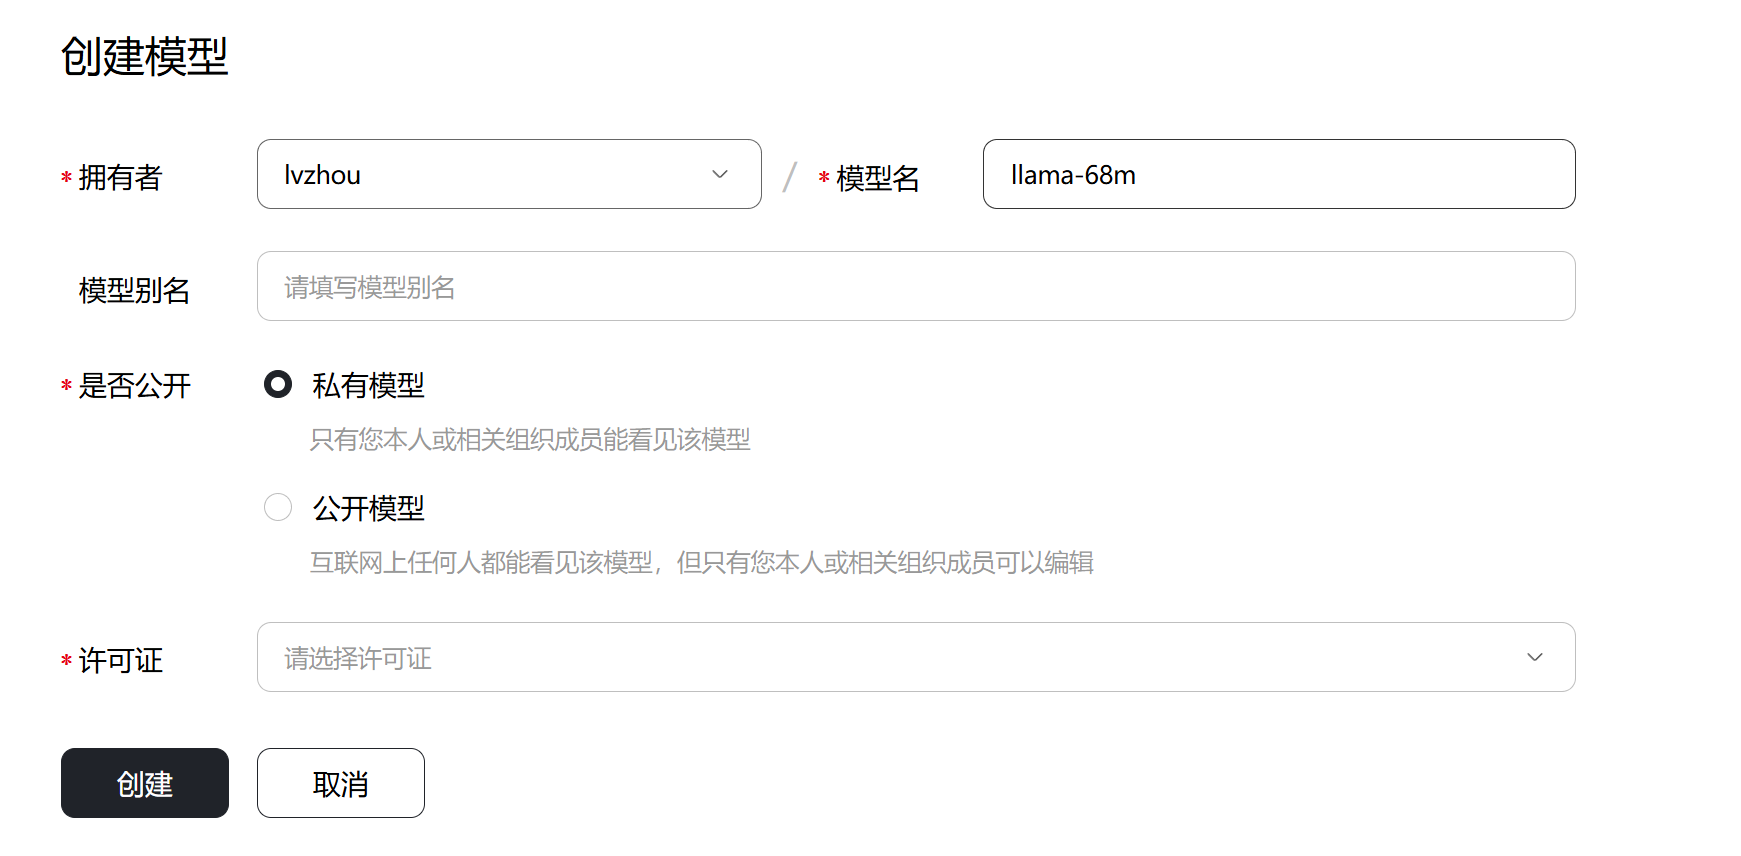 创建模型
* 拥有者 lvzhou / * 模型名 llama-68m
模型别名 请填写模型别名
* 是否公开 私有模型
只有您本人或相关组织成员能看见该模型
公开模型
互联网上任何人都能看见该模型，但只有您本人或相关组织成员可以编辑
* 许可证 请选择许可证
创建 取消